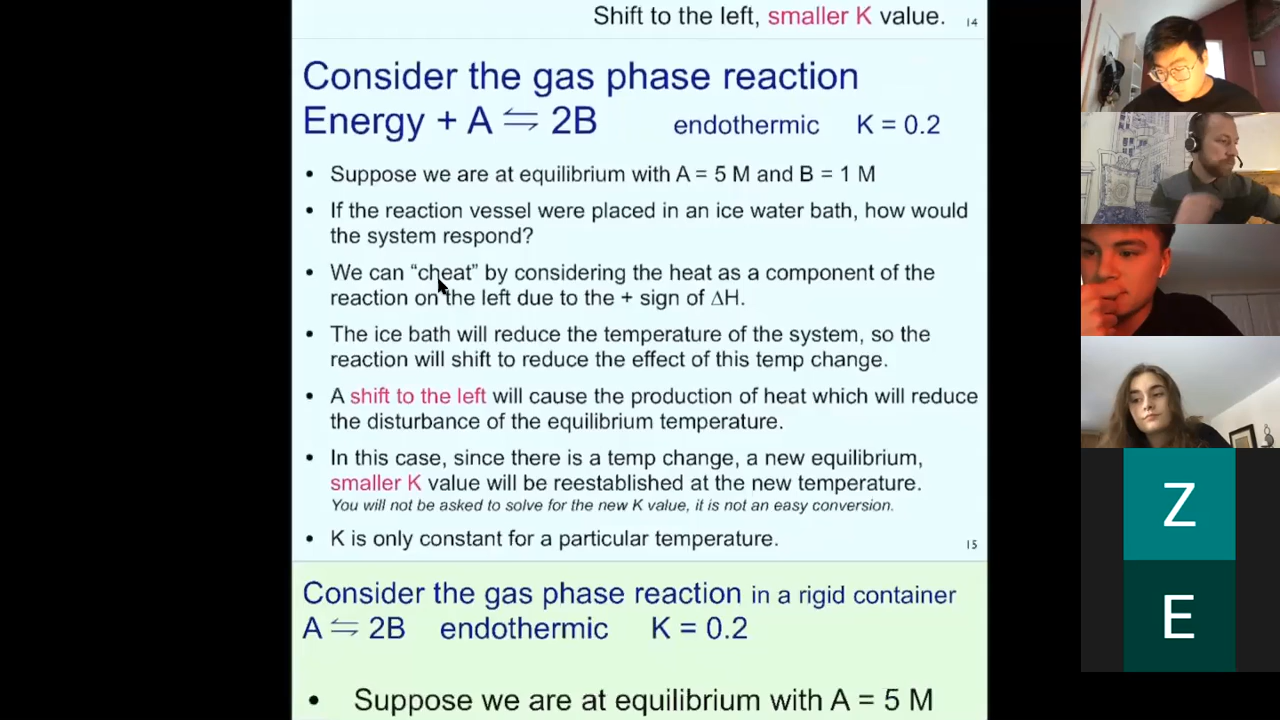 Shift to the left, smaller K value.
14
Consider the gas phase reaction
Energy + A ⇋ 2B endothermic K = 0.2
• Suppose we are at equilibrium with A = 5 M and B = 1 M
• If the reaction vessel were placed in an ice water bath, how would
the system respond?
• We can “cheat” by considering the heat as a component of the
reaction on the left due to the + sign of ΔH.
• The ice bath will reduce the temperature of the system, so the
reaction will shift to reduce the effect of this temp change.
• A shift to the left will cause the production of heat which will reduce
the disturbance of the equilibrium temperature.
• In this case, since there is a temp change, a new equilibrium,
smaller K value will be reestablished at the new temperature.
You will not be asked to solve for the new K value, it is not an easy conversion.
• K is only constant for a particular temperature.
15
Consider the gas phase reaction in a rigid container
A ⇋ 2B endothermic K = 0.2
• Suppose we are at equilibrium with A = 5 M
Z
E